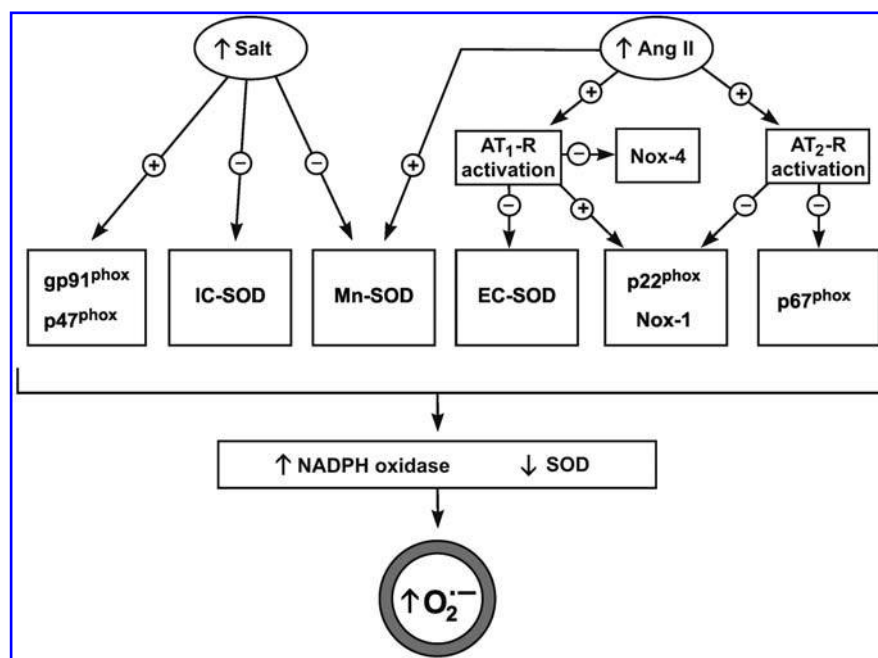 ↑ Salt
↑ Ang II
+
+
AT₁-R
activation
−
Nox-4
AT₂-R
activation
+
−
−
+
−
+
−
−
gp91ᵖʰᵒˣ
p47ᵖʰᵒˣ
IC-SOD
Mn-SOD
EC-SOD
p22ᵖʰᵒˣ
Nox-1
p67ᵖʰᵒˣ
↑ NADPH oxidase ↓ SOD
↑ O₂˙⁻